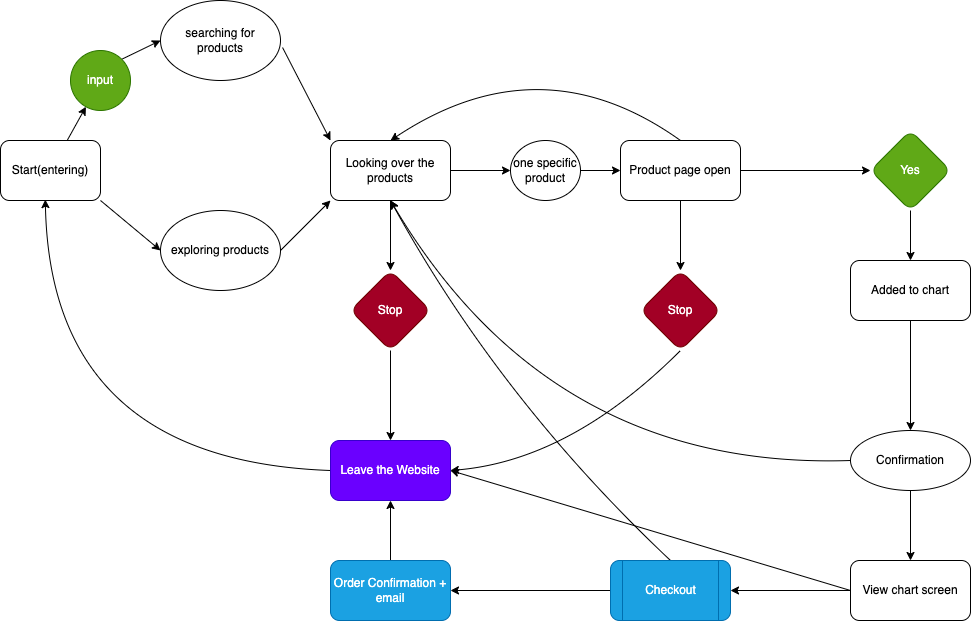 searching for
products
input
Start(entering)
Looking over the
products
one specific
product
Product page open
Yes
exploring products
Stop
Stop
Added to chart
Leave the Website
Confirmation
Order Confirmation +
email
Checkout
View chart screen